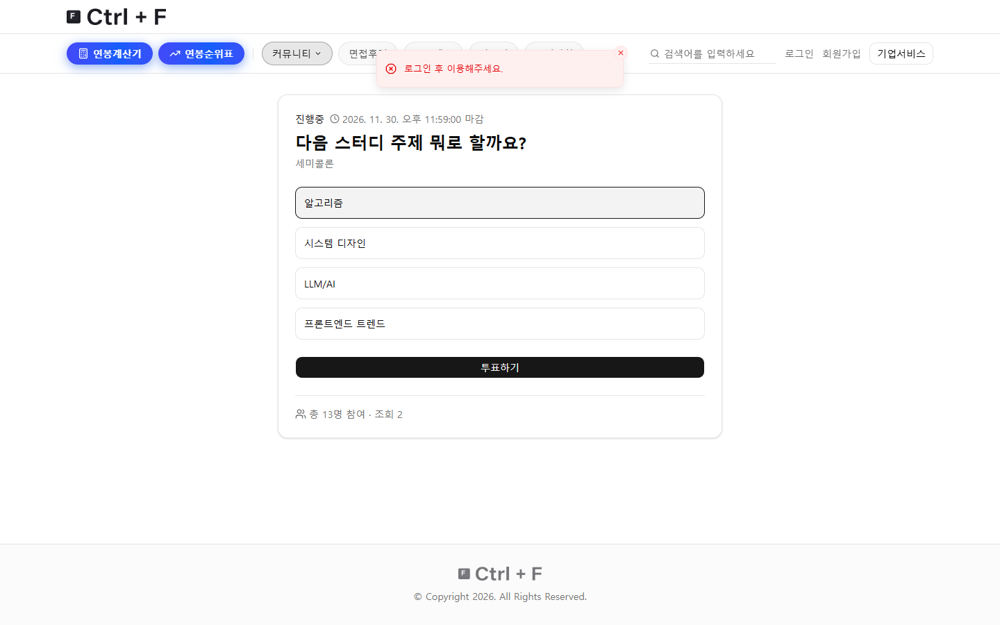 F Ctrl + F
연봉계산기
연봉순위표
커뮤니티
검색어를 입력하세요
로그인
회원가입
기업서비스
로그인 후 이용해주세요.
진행중 2026. 11. 30. 오후 11:59:00 마감
다음 스터디 주제 뭐로 할까요?
세미콜론
알고리즘
시스템 디자인
LLM/AI
프론트엔드 트렌드
투표하기
총 13명 참여 · 조회 2
F Ctrl + F
© Copyright 2026. All Rights Reserved.